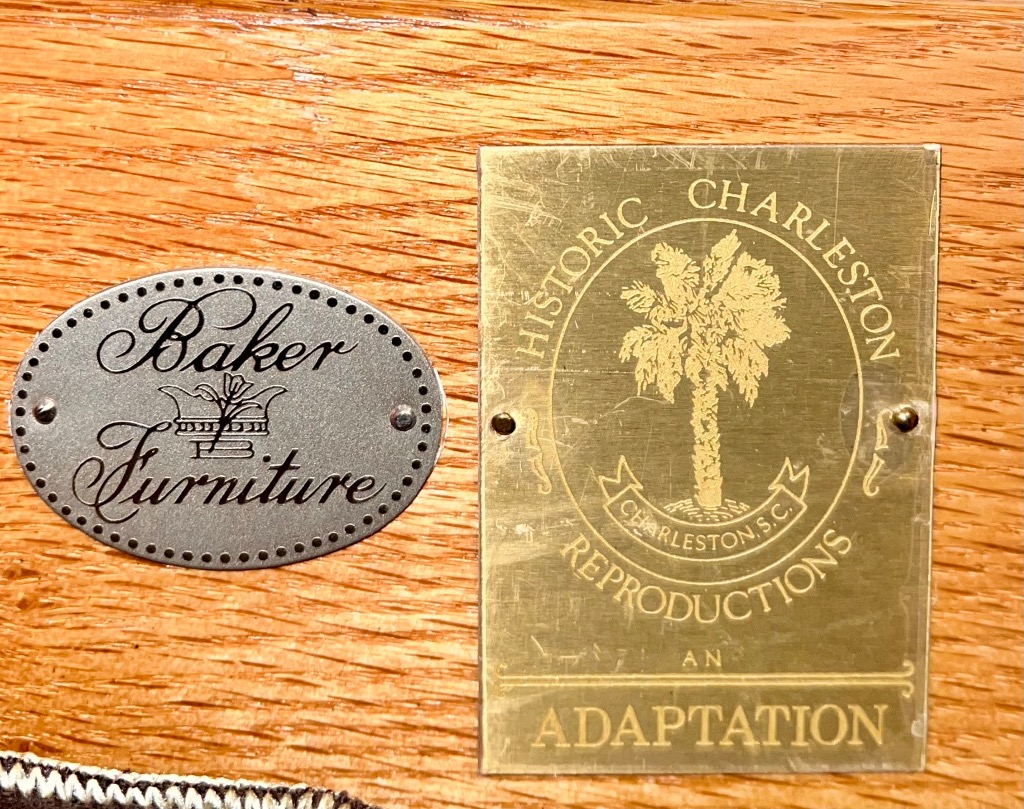 Baker
Furniture
HISTORIC CHARLESTON
CHARLESTON, S.C.
REPRODUCTIONS
AN
ADAPTATION